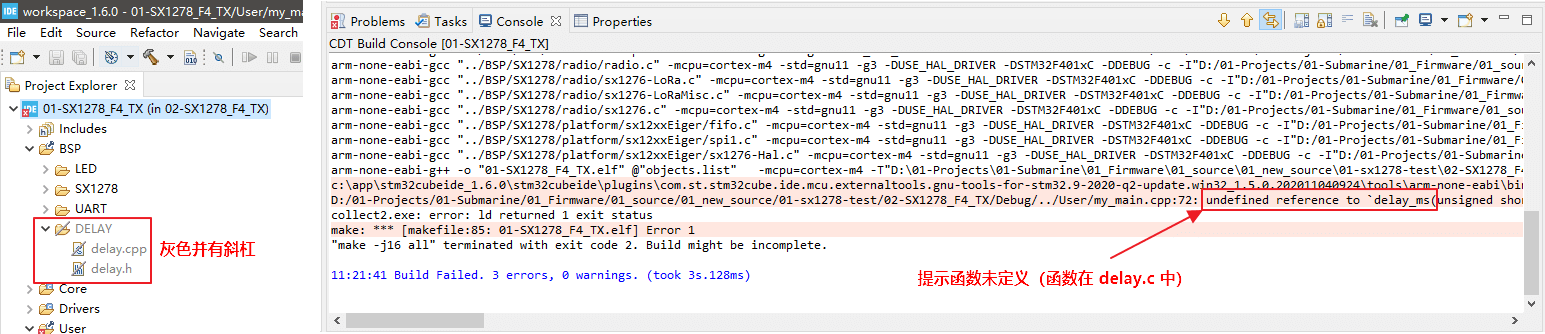 workspace_1.6.0 - 01-SX1278_F4_TX/User/my_ma
File Edit Source Refactor Navigate Search
Project Explorer
01-SX1278_F4_TX (in 02-SX1278_F4_TX)
Includes
BSP
LED
SX1278
UART
DELAY
delay.cpp
delay.h
灰色并有斜杠
Core
Drivers
User
Problems Tasks Console Properties
CDT Build Console [01-SX1278_F4_TX]
arm-none-eabi-gcc "../BSP/SX1278/radio/radio.c" -mcpu=cortex-m4 -std=gnu11 -g3 -DUSE_HAL_DRIVER -DSTM32F401xC -DDEBUG -c -I"D:/01-Projects/01-Submarine/01_Firmware/01_sour
arm-none-eabi-gcc "../BSP/SX1278/radio/sx1276-LoRa.c" -mcpu=cortex-m4 -std=gnu11 -g3 -DUSE_HAL_DRIVER -DSTM32F401xC -DDEBUG -c -I"D:/01-Projects/01-Submarine/01_Firmware/0
arm-none-eabi-gcc "../BSP/SX1278/radio/sx1276-LoRaMisc.c" -mcpu=cortex-m4 -std=gnu11 -g3 -DUSE_HAL_DRIVER -DSTM32F401xC -DDEBUG -c -I"D:/01-Projects/01-Submarine/01_Firmwa
arm-none-eabi-gcc "../BSP/SX1278/radio/sx1276.c" -mcpu=cortex-m4 -std=gnu11 -g3 -DUSE_HAL_DRIVER -DSTM32F401xC -DDEBUG -c -I"D:/01-Projects/01-Submarine/01_Firmware/01_sou
arm-none-eabi-gcc "../BSP/SX1278/platform/sx12xxEiger/fifo.c" -mcpu=cortex-m4 -std=gnu11 -g3 -DUSE_HAL_DRIVER -DSTM32F401xC -DDEBUG -c -I"D:/01-Projects/01-Submarine/01_Fi
arm-none-eabi-gcc "../BSP/SX1278/platform/sx12xxEiger/spi1.c" -mcpu=cortex-m4 -std=gnu11 -g3 -DUSE_HAL_DRIVER -DSTM32F401xC -DDEBUG -c -I"D:/01-Projects/01-Submarine/01_Fi
arm-none-eabi-gcc "../BSP/SX1278/platform/sx12xxEiger/sx1276-Hal.c" -mcpu=cortex-m4 -std=gnu11 -g3 -DUSE_HAL_DRIVER -DSTM32F401xC -DDEBUG -c -I"D:/01-Projects/01-Submarine
arm-none-eabi-g++ -o "01-SX1278_F4_TX.elf" @"objects.list" -mcpu=cortex-m4 -T"D:\01-Projects\01-Submarine\01_Firmware\01_source\01_new_source\01-sx1278-test\02-SX1278_F4_T
c:\app\stm32cubeide_1.6.0\stm32cubeide\plugins\com.st.stm32cube.ide.mcu.externaltools.gnu-tools-for-stm32.9-2020-q2-update.win32_1.5.0.202011040924\tools\arm-none-eabi\bin
D:/01-Projects/01-Submarine/01_Firmware/01_source/01_new_source/01-sx1278-test/02-SX1278_F4_TX/Debug/../User/my_main.cpp:72: undefined reference to `delay_ms(unsigned shor
collect2.exe: error: ld returned 1 exit status
make: *** [makefile:85: 01-SX1278_F4_TX.elf] Error 1
"make -j16 all" terminated with exit code 2. Build might be incomplete.
11:21:41 Build Failed. 3 errors, 0 warnings. (took 3s.128ms)
提示函数未定义（函数在 delay.c 中）